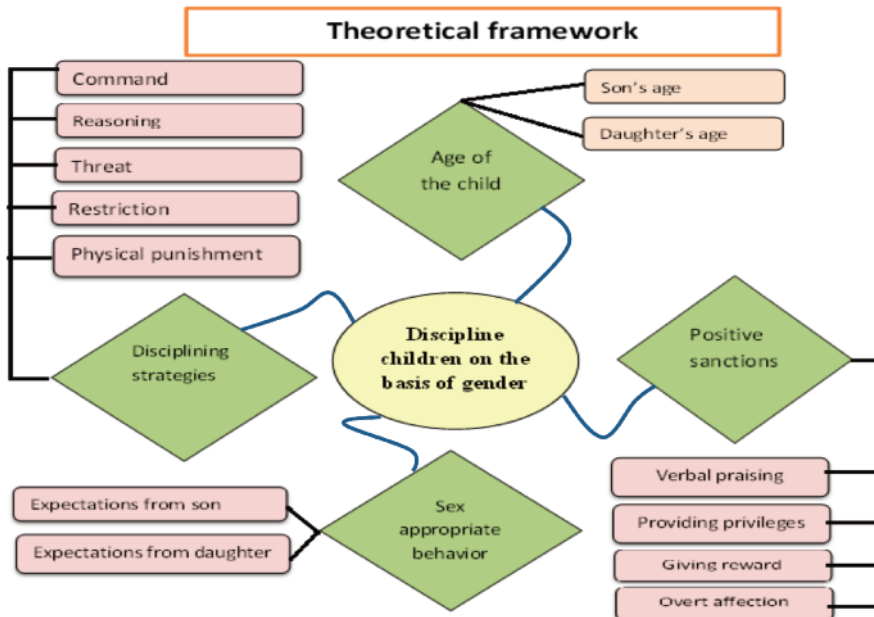 Theoretical framework
Command
Reasoning
Threat
Restriction
Physical punishment
Son's age
Daughter's age
Age of
the child
Disciplining
strategies
Discipline
children on the
basis of gender
Positive
sanctions
Expectations from son
Expectations from daughter
Sex
appropriate
behavior
Verbal praising
Providing privileges
Giving reward
Overt affection